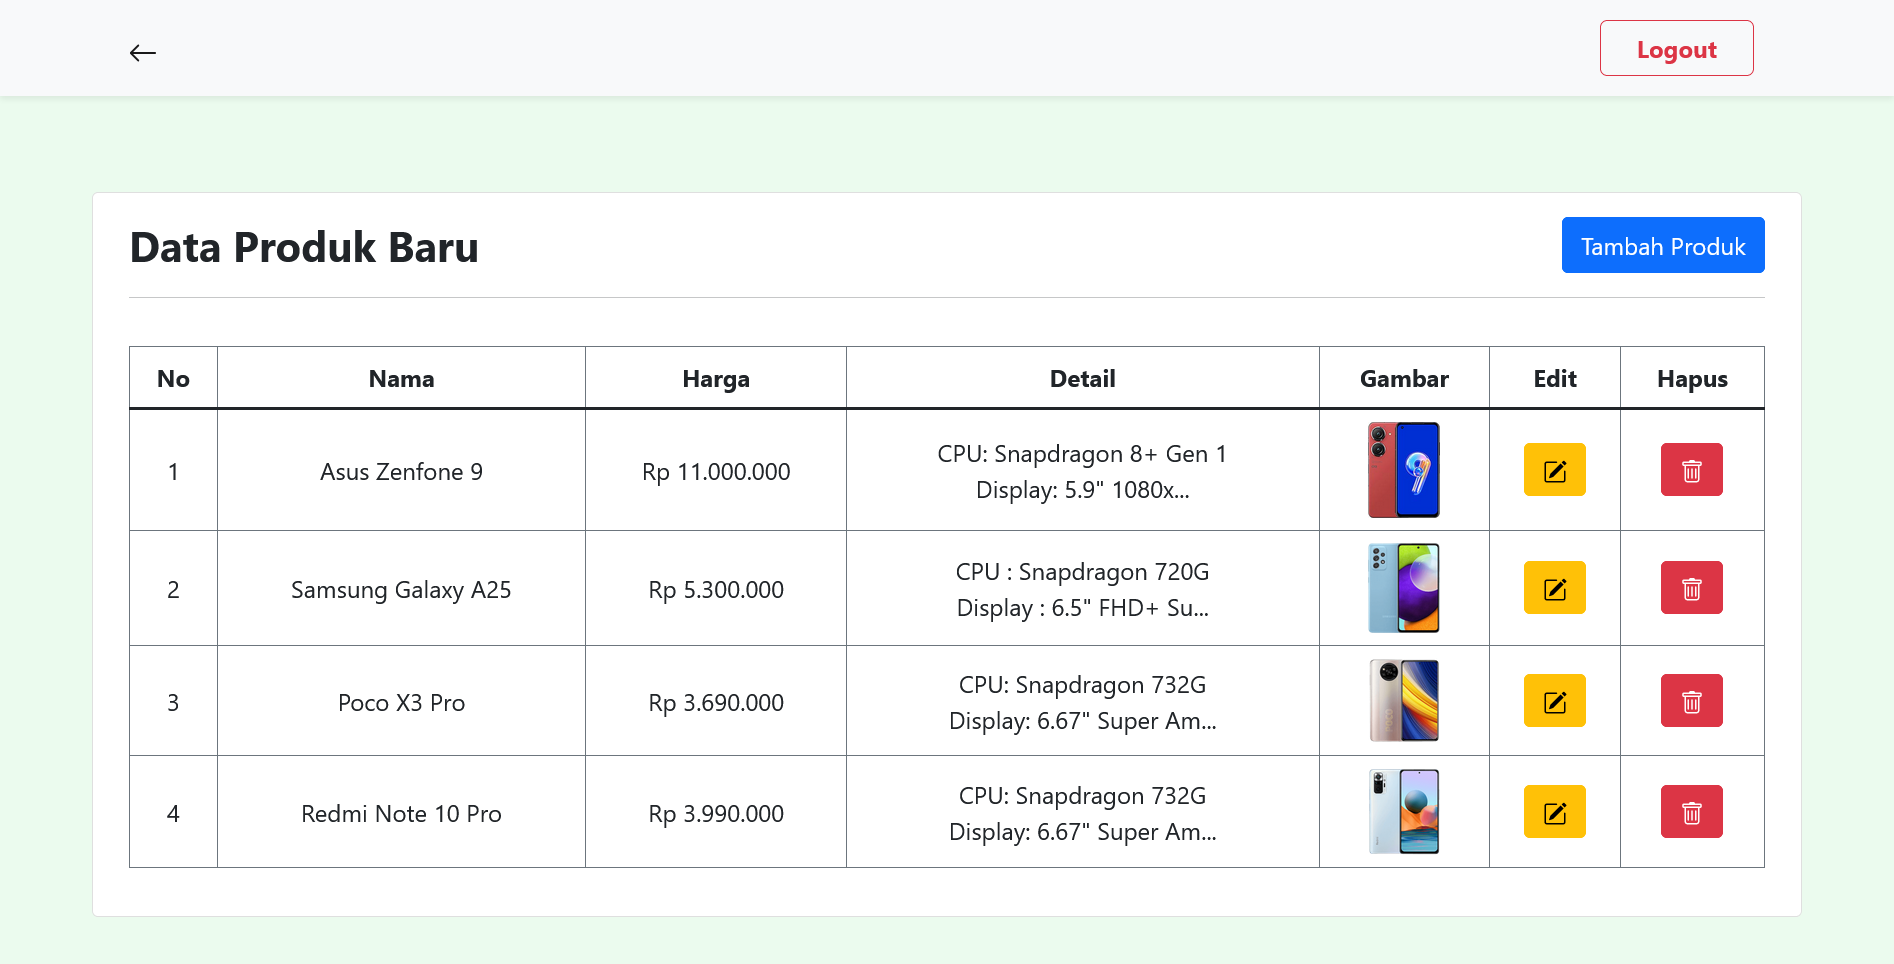 Logout
Data Produk Baru
Tambah Produk
No Nama Harga Detail Gambar Edit Hapus
1 Asus Zenfone 9 Rp 11.000.000 CPU: Snapdragon 8+ Gen 1
Display: 5.9" 1080x...
2 Samsung Galaxy A25 Rp 5.300.000 CPU : Snapdragon 720G
Display : 6.5" FHD+ Su...
3 Poco X3 Pro Rp 3.690.000 CPU: Snapdragon 732G
Display: 6.67" Super Am...
4 Redmi Note 10 Pro Rp 3.990.000 CPU: Snapdragon 732G
Display: 6.67" Super Am...